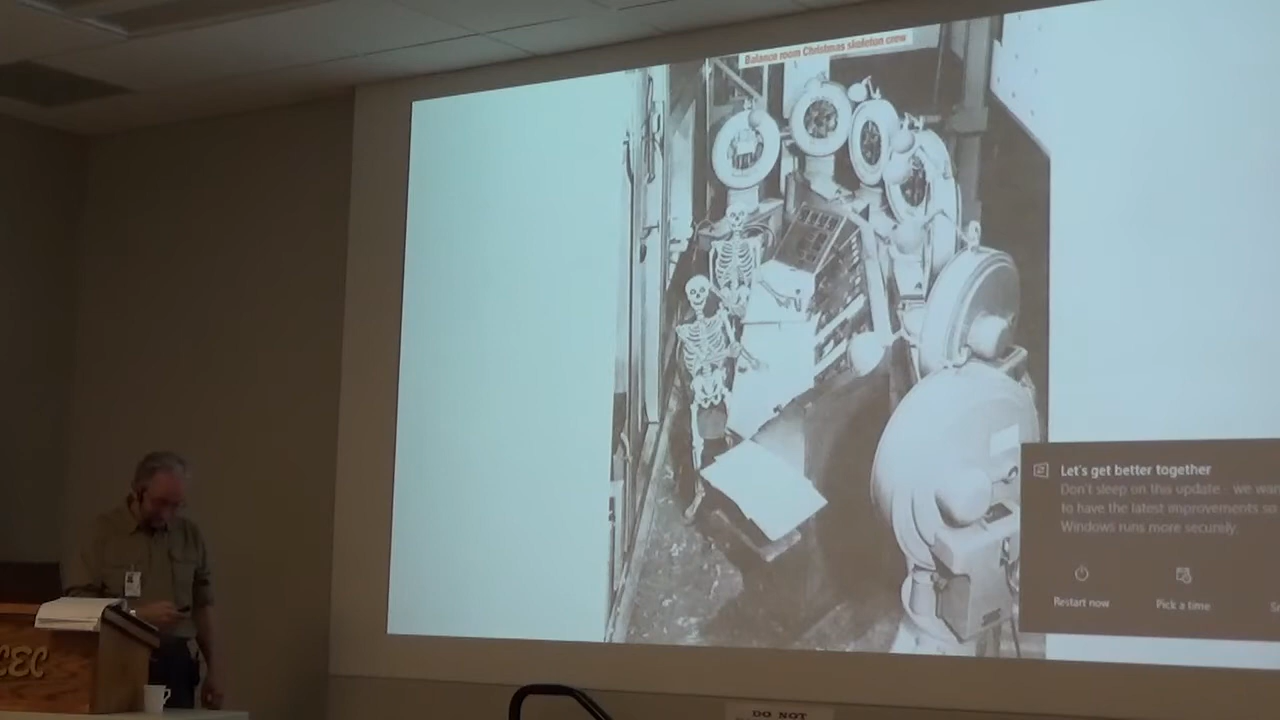 Balance room Christmas skeleton crew
Let's get better together
Don't sleep on this update - we wan
to have the latest improvements so
Windows runs more securely.
Restart now
Pick a time
CEC
DO NOT